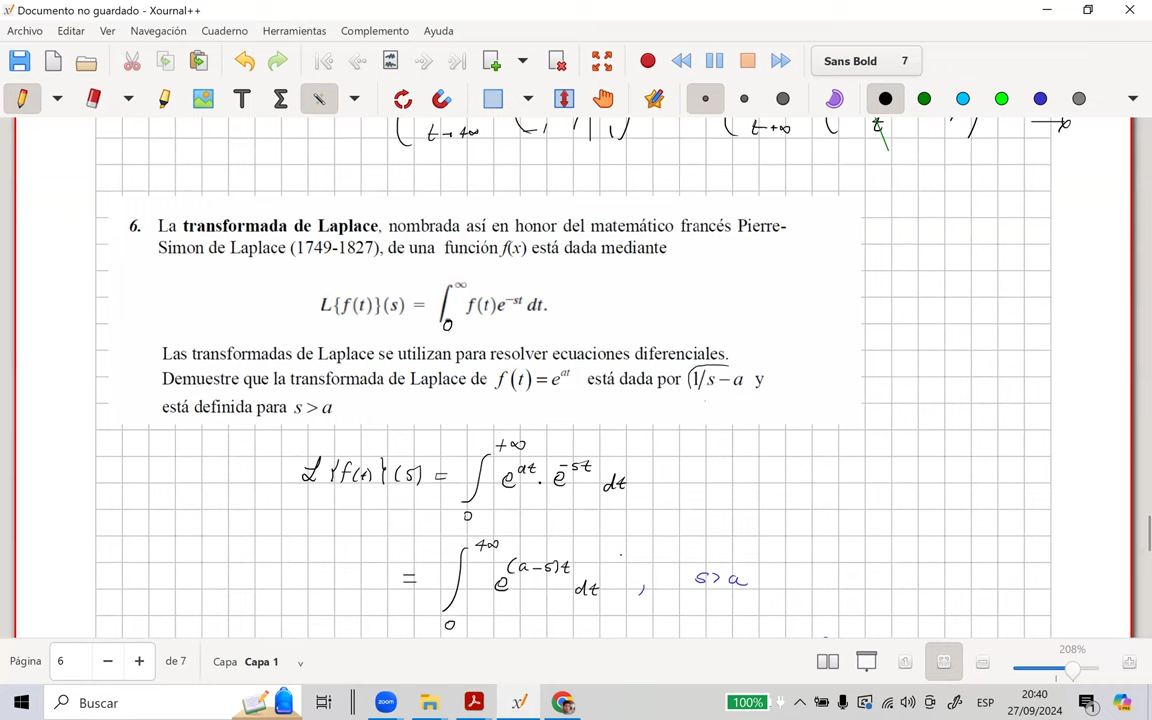 Documento no guardado - Xournal++
Archivo Editar Ver Navegación Cuaderno Herramientas Complemento Ayuda
Sans Bold 7
t→+∞ t→+∞ t
6. La transformada de Laplace, nombrada así en honor del matemático francés Pierre-
Simon de Laplace (1749-1827), de una función f(x) está dada mediante
L{f(t)}(s) = ∫₀^∞ f(t)e^{−st} dt.
Las transformadas de Laplace se utilizan para resolver ecuaciones diferenciales.
Demuestre que la transformada de Laplace de f(t) = e^{at} está dada por (1/s − a y
está definida para s > a
ℒ{f(t)}(s) = ∫₀^{+∞} e^{at} · e^{−st} dt
= ∫₀^{+∞} e^{(a−s)t} dt , s > a
Página 6 de 7 Capa Capa 1 208%
Buscar zoom 100% ESP 20:40
27/09/2024